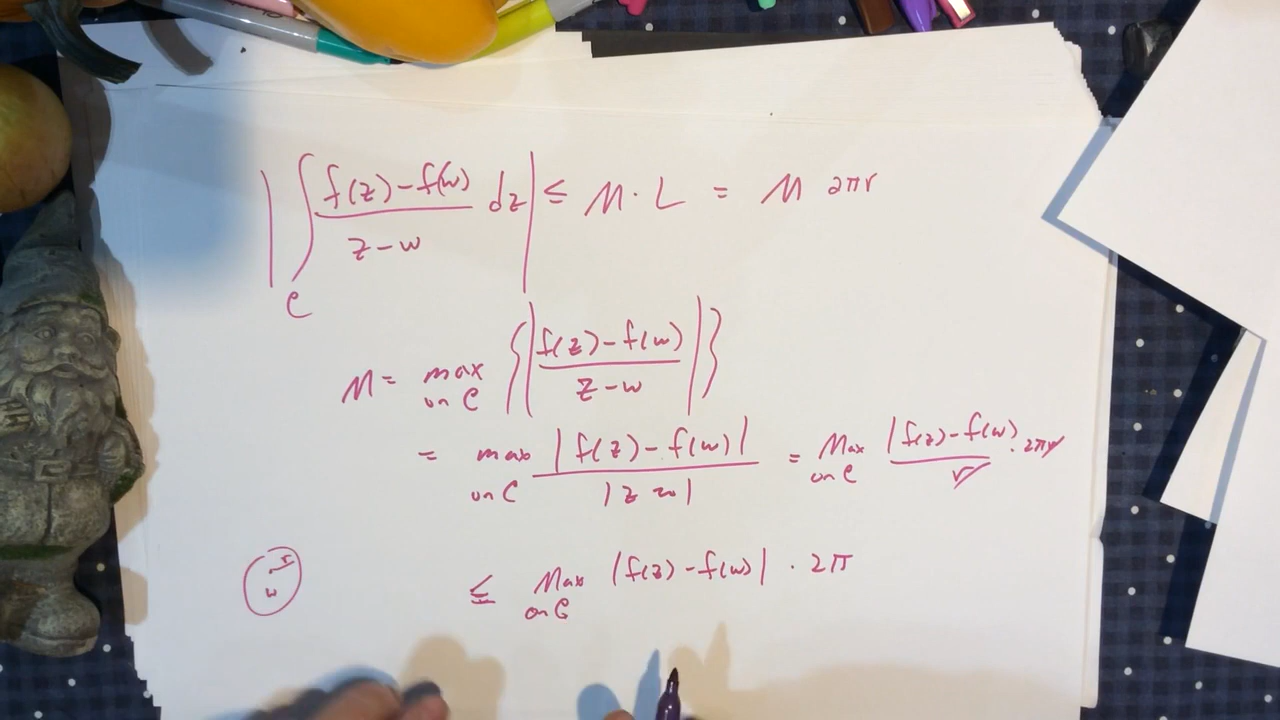 | ∫_C (f(z) - f(w))/(z - w) dz | ≤ M · L = M 2πr
M = max on C { | (f(z) - f(w))/(z - w) | }
= max on C |f(z) - f(w)| / |z - w| = Max on C |f(z) - f(w) / r · 2πr
w r ≤ Max on C |f(z) - f(w)| · 2π